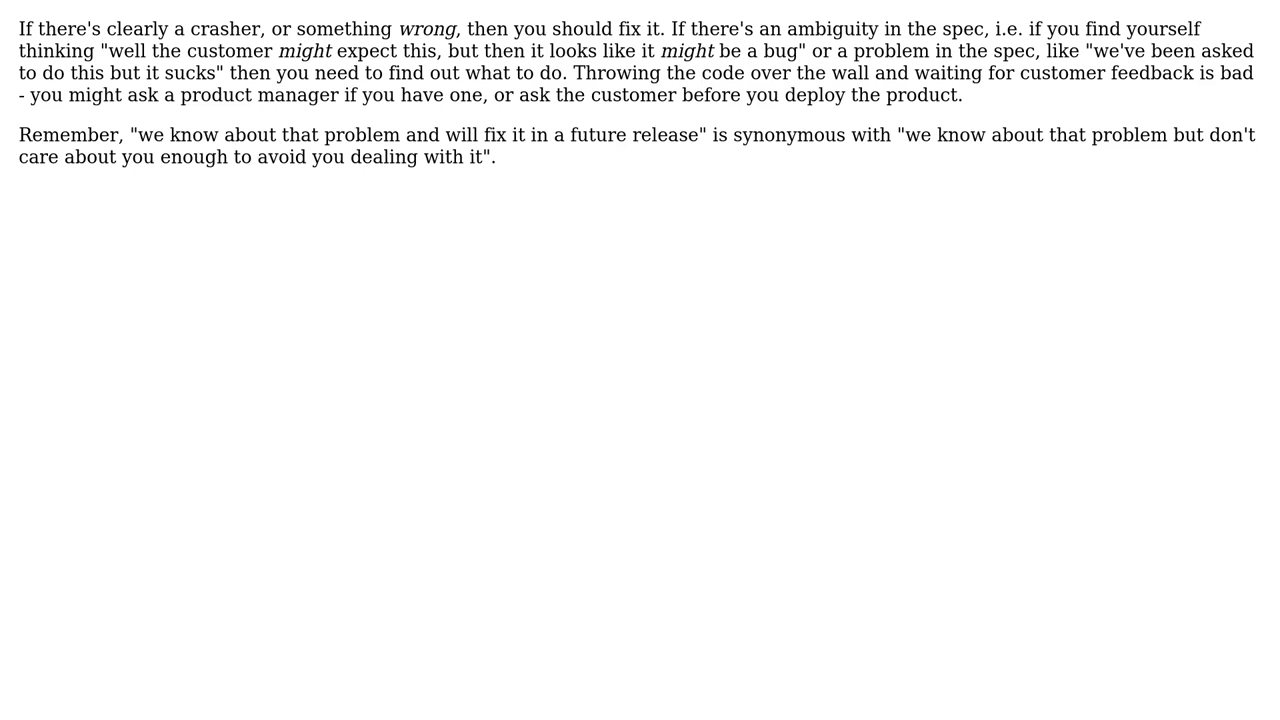 If there's clearly a crasher, or something wrong, then you should fix it. If there's an ambiguity in the spec, i.e. if you find yourself
thinking "well the customer might expect this, but then it looks like it might be a bug" or a problem in the spec, like "we've been asked
to do this but it sucks" then you need to find out what to do. Throwing the code over the wall and waiting for customer feedback is bad
- you might ask a product manager if you have one, or ask the customer before you deploy the product.
Remember, "we know about that problem and will fix it in a future release" is synonymous with "we know about that problem but don't
care about you enough to avoid you dealing with it".